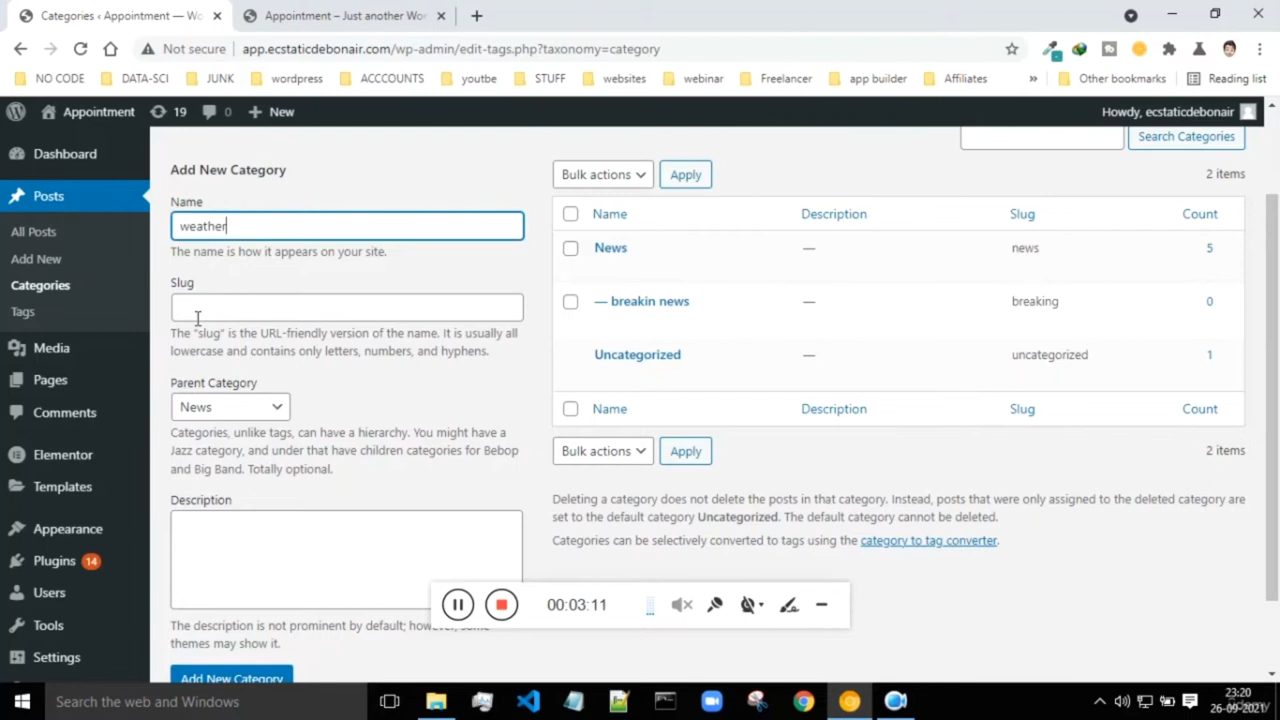 Categories ‹ Appointment — Wo
Appointment – Just another Wor
Not secure
app.ecstaticdebonair.com/wp-admin/edit-tags.php?taxonomy=category
NO CODE
DATA-SCI
JUNK
wordpress
ACCCOUNTS
youtbe
STUFF
websites
webinar
Freelancer
app builder
Affiliates
»
Other bookmarks
Reading list
Appointment
19
0
New
Howdy, ecstaticdebonair
Dashboard
Posts
All Posts
Add New
Categories
Tags
Media
Pages
Comments
Elementor
Templates
Appearance
Plugins 14
Users
Tools
Settings
Search Categories
Add New Category
Name
weather
The name is how it appears on your site.
Slug
The "slug" is the URL-friendly version of the name. It is usually all
lowercase and contains only letters, numbers, and hyphens.
Parent Category
News
Categories, unlike tags, can have a hierarchy. You might have a
Jazz category, and under that have children categories for Bebop
and Big Band. Totally optional.
Description
The description is not prominent by default; however, some
themes may show it.
Add New Category
Bulk actions
Apply
2 items
Name Description Slug Count
News — news 5
— breakin news — breaking 0
Uncategorized — uncategorized 1
Name Description Slug Count
Bulk actions
Apply
2 items
Deleting a category does not delete the posts in that category. Instead, posts that were only assigned to the deleted category are
set to the default category Uncategorized. The default category cannot be deleted.
Categories can be selectively converted to tags using the category to tag converter.
00:03:11
Search the web and Windows
23:20
26-09-2021